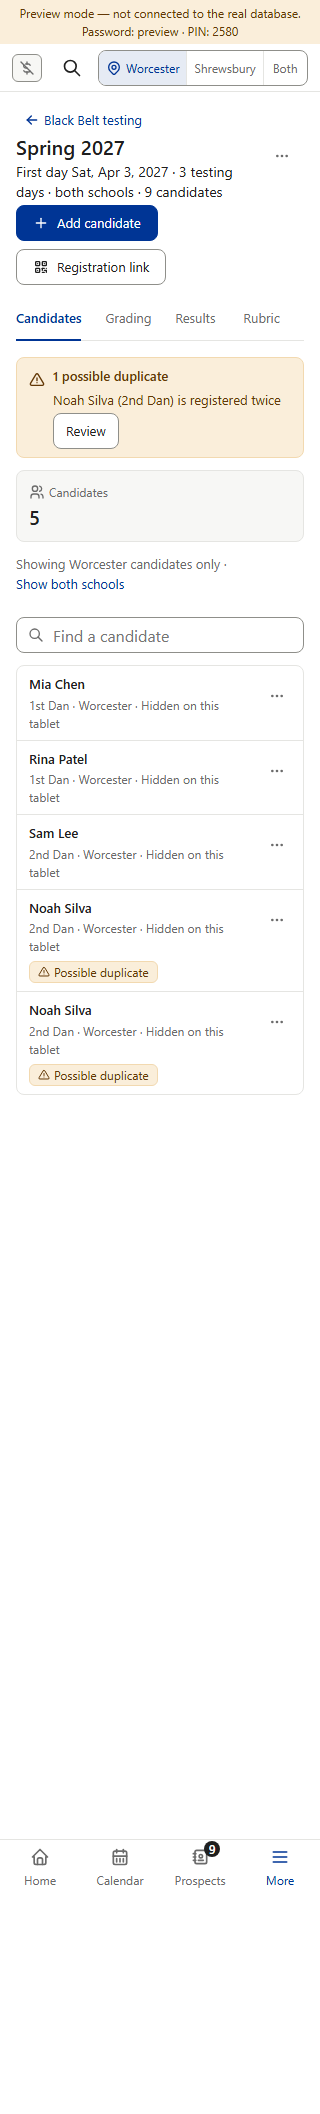 Preview mode — not connected to the real database.
Password: preview · PIN: 2580
Worcester
Shrewsbury
Both
Black Belt testing
Spring 2027
First day Sat, Apr 3, 2027 · 3 testing
days · both schools · 9 candidates
Add candidate
Registration link
Candidates
Grading
Results
Rubric
1 possible duplicate
Noah Silva (2nd Dan) is registered twice
Review
Candidates
5
Showing Worcester candidates only ·
Show both schools
Find a candidate
Mia Chen
1st Dan · Worcester · Hidden on this
tablet
Rina Patel
1st Dan · Worcester · Hidden on this
tablet
Sam Lee
2nd Dan · Worcester · Hidden on this
tablet
Noah Silva
2nd Dan · Worcester · Hidden on this
tablet
Possible duplicate
Noah Silva
2nd Dan · Worcester · Hidden on this
tablet
Possible duplicate
9
Home
Calendar
Prospects
More